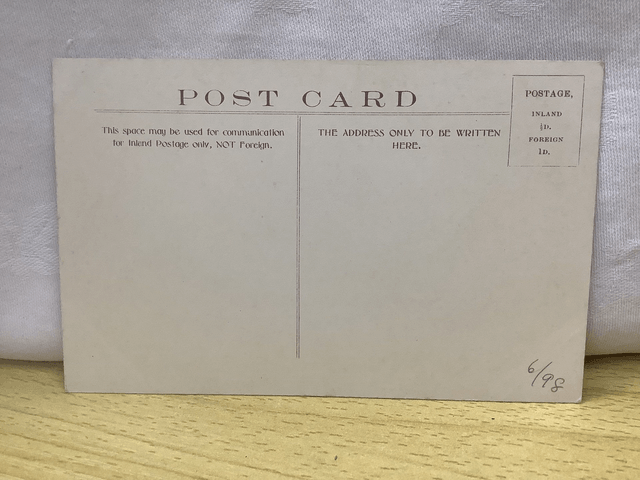 POST CARD
POSTAGE,
INLAND
½D.
FOREIGN
1D.
This space may be used for communication
for Inland Postage only, NOT Foreign.
THE ADDRESS ONLY TO BE WRITTEN
HERE.
6/98